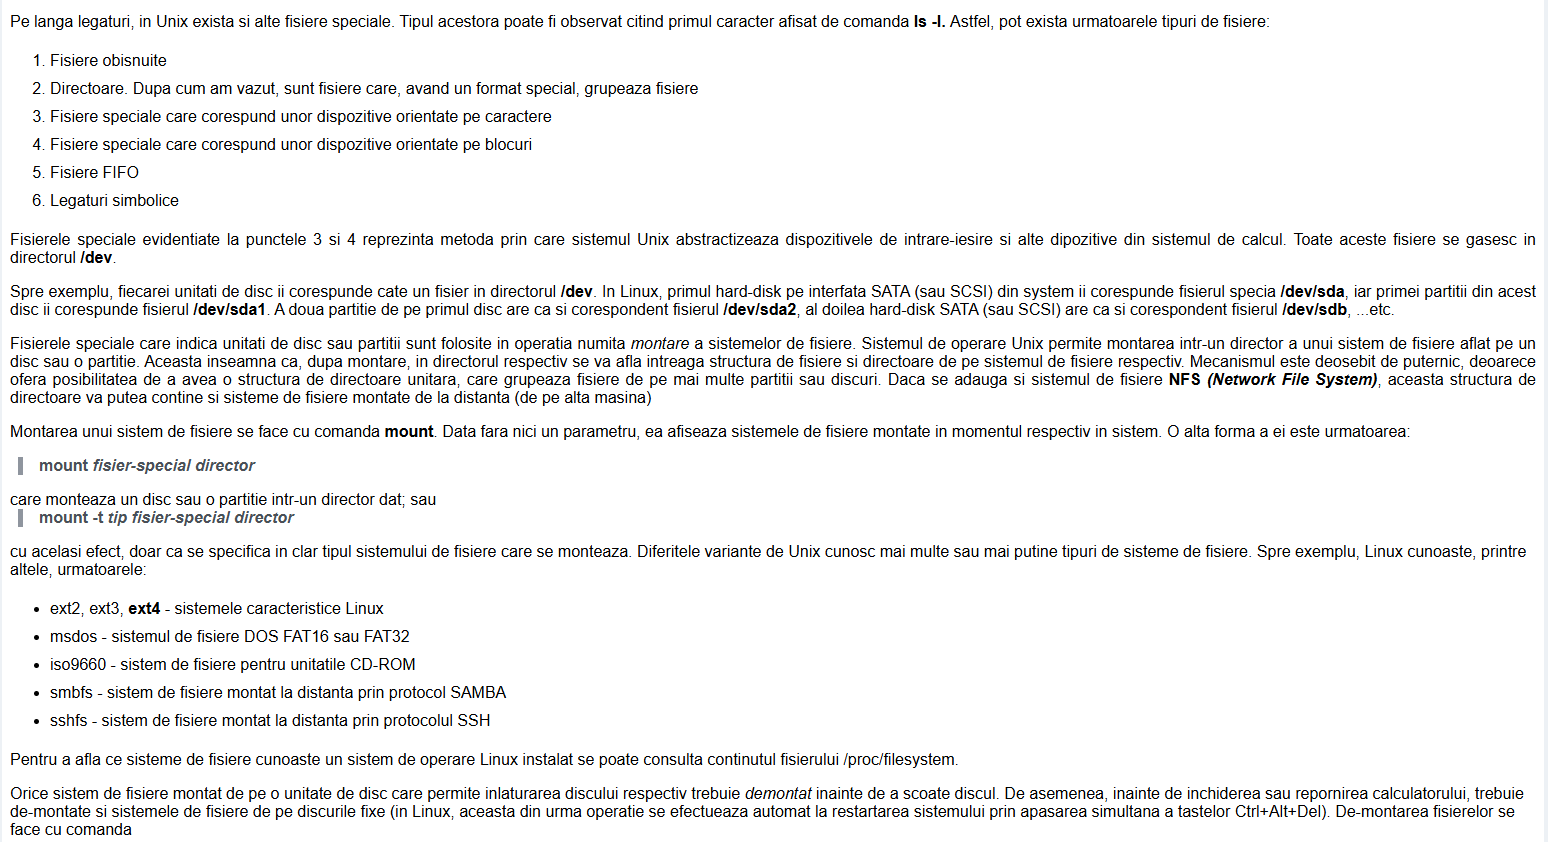 Pe langa legaturi, in Unix exista si alte fisiere speciale. Tipul acestora poate fi observat citind primul caracter afisat de comanda ls -l. Astfel, pot exista urmatoarele tipuri de fisiere:
1. Fisiere obisnuite
2. Directoare. Dupa cum am vazut, sunt fisiere care, avand un format special, grupeaza fisiere
3. Fisiere speciale care corespund unor dispozitive orientate pe caractere
4. Fisiere speciale care corespund unor dispozitive orientate pe blocuri
5. Fisiere FIFO
6. Legaturi simbolice
Fisierele speciale evidentiate la punctele 3 si 4 reprezinta metoda prin care sistemul Unix abstractizeaza dispozitivele de intrare-iesire si alte dipozitive din sistemul de calcul. Toate aceste fisiere se gasesc in
directorul /dev.
Spre exemplu, fiecarei unitati de disc ii corespunde cate un fisier in directorul /dev. In Linux, primul hard-disk pe interfata SATA (sau SCSI) din system ii corespunde fisierul specia /dev/sda, iar primei partitii din acest
disc ii corespunde fisierul /dev/sda1. A doua partitie de pe primul disc are ca si corespondent fisierul /dev/sda2, al doilea hard-disk SATA (sau SCSI) are ca si corespondent fisierul /dev/sdb, ...etc.
Fisierele speciale care indica unitati de disc sau partitii sunt folosite in operatia numita montare a sistemelor de fisiere. Sistemul de operare Unix permite montarea intr-un director a unui sistem de fisiere aflat pe un
disc sau o partitie. Aceasta inseamna ca, dupa montare, in directorul respectiv se va afla intreaga structura de fisiere si directoare de pe sistemul de fisiere respectiv. Mecanismul este deosebit de puternic, deoarece
ofera posibilitatea de a avea o structura de directoare unitara, care grupeaza fisiere de pe mai multe partitii sau discuri. Daca se adauga si sistemul de fisiere NFS (Network File System), aceasta structura de
directoare va putea contine si sisteme de fisiere montate de la distanta (de pe alta masina)
Montarea unui sistem de fisiere se face cu comanda mount. Data fara nici un parametru, ea afiseaza sistemele de fisiere montate in momentul respectiv in sistem. O alta forma a ei este urmatoarea:
mount fisier-special director
care monteaza un disc sau o partitie intr-un director dat; sau
mount -t tip fisier-special director
cu acelasi efect, doar ca se specifica in clar tipul sistemului de fisiere care se monteaza. Diferitele variante de Unix cunosc mai multe sau mai putine tipuri de sisteme de fisiere. Spre exemplu, Linux cunoaste, printre
altele, urmatoarele:
• ext2, ext3, ext4 - sistemele caracteristice Linux
• msdos - sistemul de fisiere DOS FAT16 sau FAT32
• iso9660 - sistem de fisiere pentru unitatile CD-ROM
• smbfs - sistem de fisiere montat la distanta prin protocol SAMBA
• sshfs - sistem de fisiere montat la distanta prin protocolul SSH
Pentru a afla ce sisteme de fisiere cunoaste un sistem de operare Linux instalat se poate consulta continutul fisierului /proc/filesystem.
Orice sistem de fisiere montat de pe o unitate de disc care permite inlaturarea discului respectiv trebuie demontat inainte de a scoate discul. De asemenea, inainte de inchiderea sau repornirea calculatorului, trebuie
de-montate si sistemele de fisiere de pe discurile fixe (in Linux, aceasta din urma operatie se efectueaza automat la restartarea sistemului prin apasarea simultana a tastelor Ctrl+Alt+Del). De-montarea fisierelor se
face cu comanda